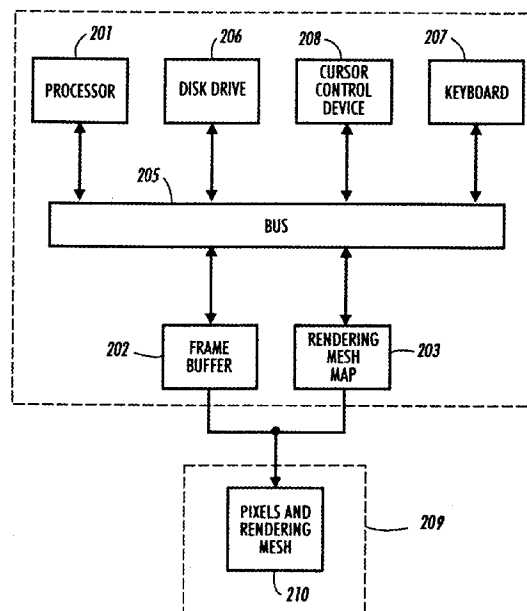 201
206
208
207
PROCESSOR
DISK DRIVE
CURSOR
CONTROL
DEVICE
KEYBOARD
205
BUS
202
FRAME
BUFFER
RENDERING
MESH
MAP
203
PIXELS AND
RENDERING
MESH
209
210